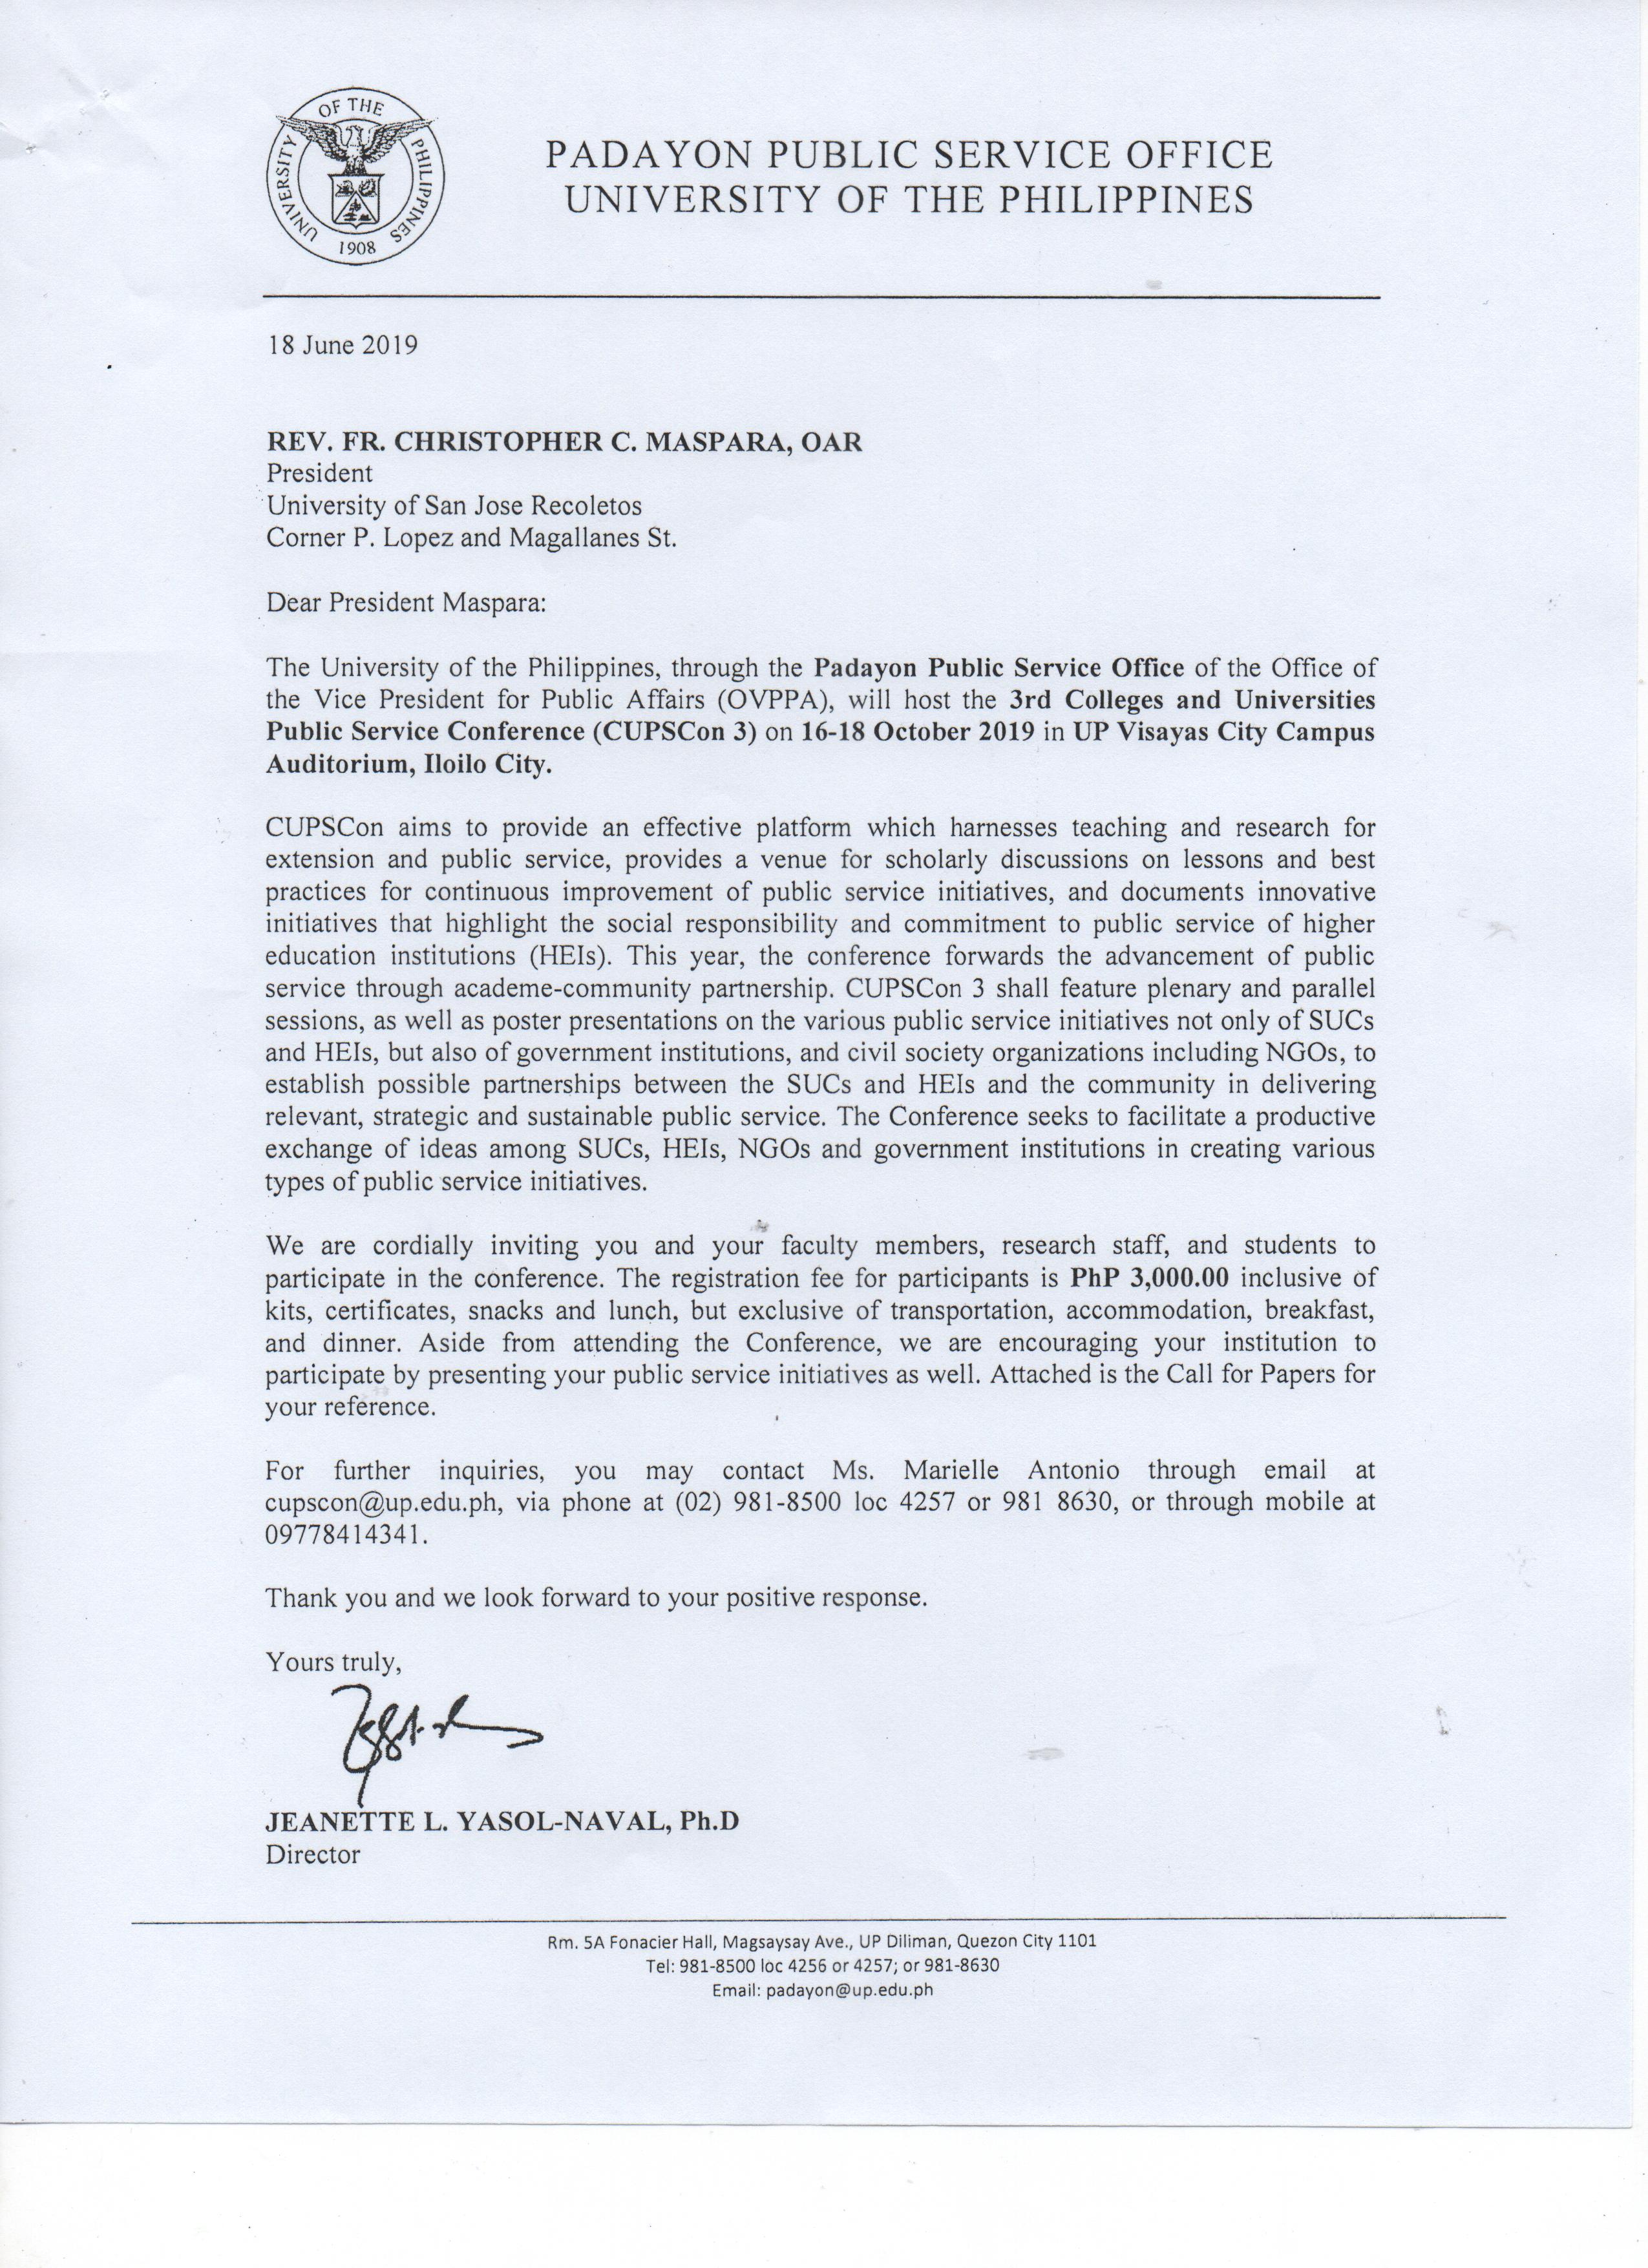 UNIVERSITY OF THE PHILIPPINES
1908
PADAYON PUBLIC SERVICE OFFICE
UNIVERSITY OF THE PHILIPPINES
18 June 2019
REV. FR. CHRISTOPHER C. MASPARA, OAR
President
University of San Jose Recoletos
Corner P. Lopez and Magallanes St.
Dear President Maspara:
The University of the Philippines, through the Padayon Public Service Office of the Office of
the Vice President for Public Affairs (OVPPA), will host the 3rd Colleges and Universities
Public Service Conference (CUPSCon 3) on 16-18 October 2019 in UP Visayas City Campus
Auditorium, Iloilo City.
CUPSCon aims to provide an effective platform which harnesses teaching and research for
extension and public service, provides a venue for scholarly discussions on lessons and best
practices for continuous improvement of public service initiatives, and documents innovative
initiatives that highlight the social responsibility and commitment to public service of higher
education institutions (HEIs). This year, the conference forwards the advancement of public
service through academe-community partnership. CUPSCon 3 shall feature plenary and parallel
sessions, as well as poster presentations on the various public service initiatives not only of SUCs
and HEIs, but also of government institutions, and civil society organizations including NGOs, to
establish possible partnerships between the SUCs and HEIs and the community in delivering
relevant, strategic and sustainable public service. The Conference seeks to facilitate a productive
exchange of ideas among SUCs, HEIs, NGOs and government institutions in creating various
types of public service initiatives.
We are cordially inviting you and your faculty members, research staff, and students to
participate in the conference. The registration fee for participants is PhP 3,000.00 inclusive of
kits, certificates, snacks and lunch, but exclusive of transportation, accommodation, breakfast,
and dinner. Aside from attending the Conference, we are encouraging your institution to
participate by presenting your public service initiatives as well. Attached is the Call for Papers for
your reference.
For further inquiries, you may contact Ms. Marielle Antonio through email at
cupscon@up.edu.ph, via phone at (02) 981-8500 loc 4257 or 981 8630, or through mobile at
09778414341.
Thank you and we look forward to your positive response.
Yours truly,
JEANETTE L. YASOL-NAVAL, Ph.D
Director
Rm. 5A Fonacier Hall, Magsaysay Ave., UP Diliman, Quezon City 1101
Tel: 981-8500 loc 4256 or 4257; or 981-8630
Email: padayon@up.edu.ph